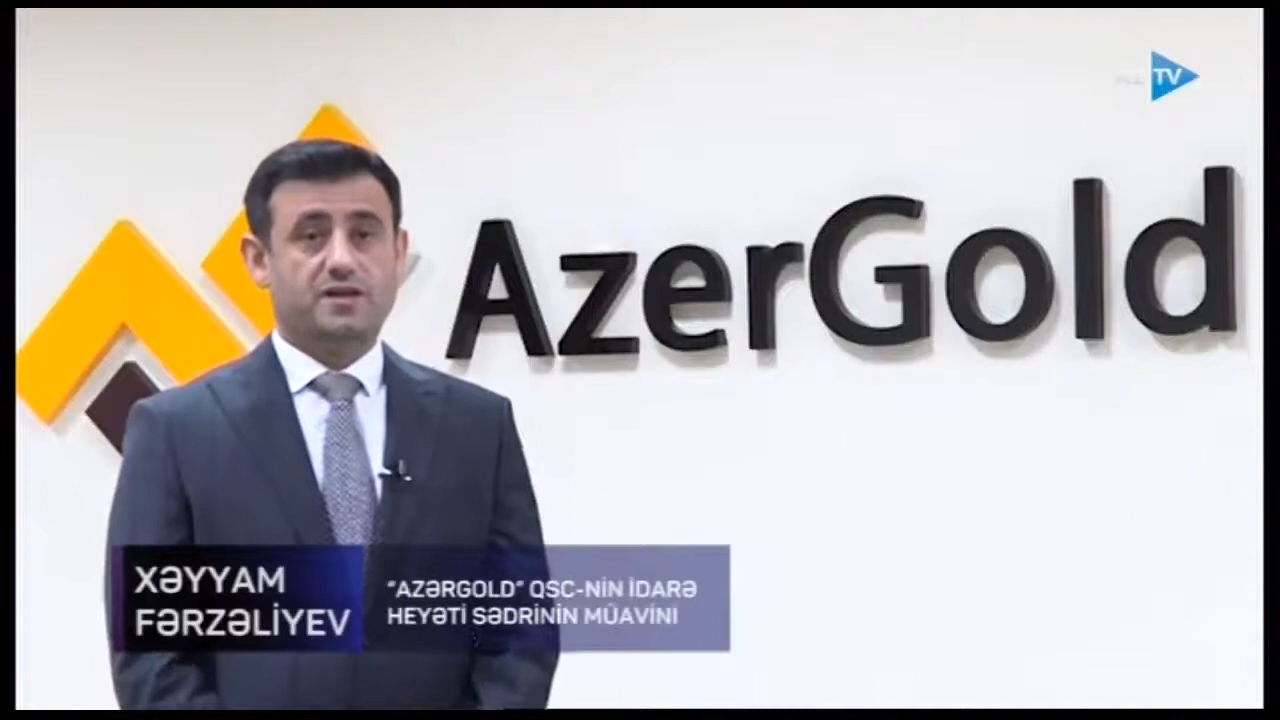 TV
AzerGold
XƏYYAM
FƏRZƏLİYEV
“AZƏRGOLD” QSC-NİN İDARƏ
HEYƏTİ SƏDRİNİN MÜAVİNİ